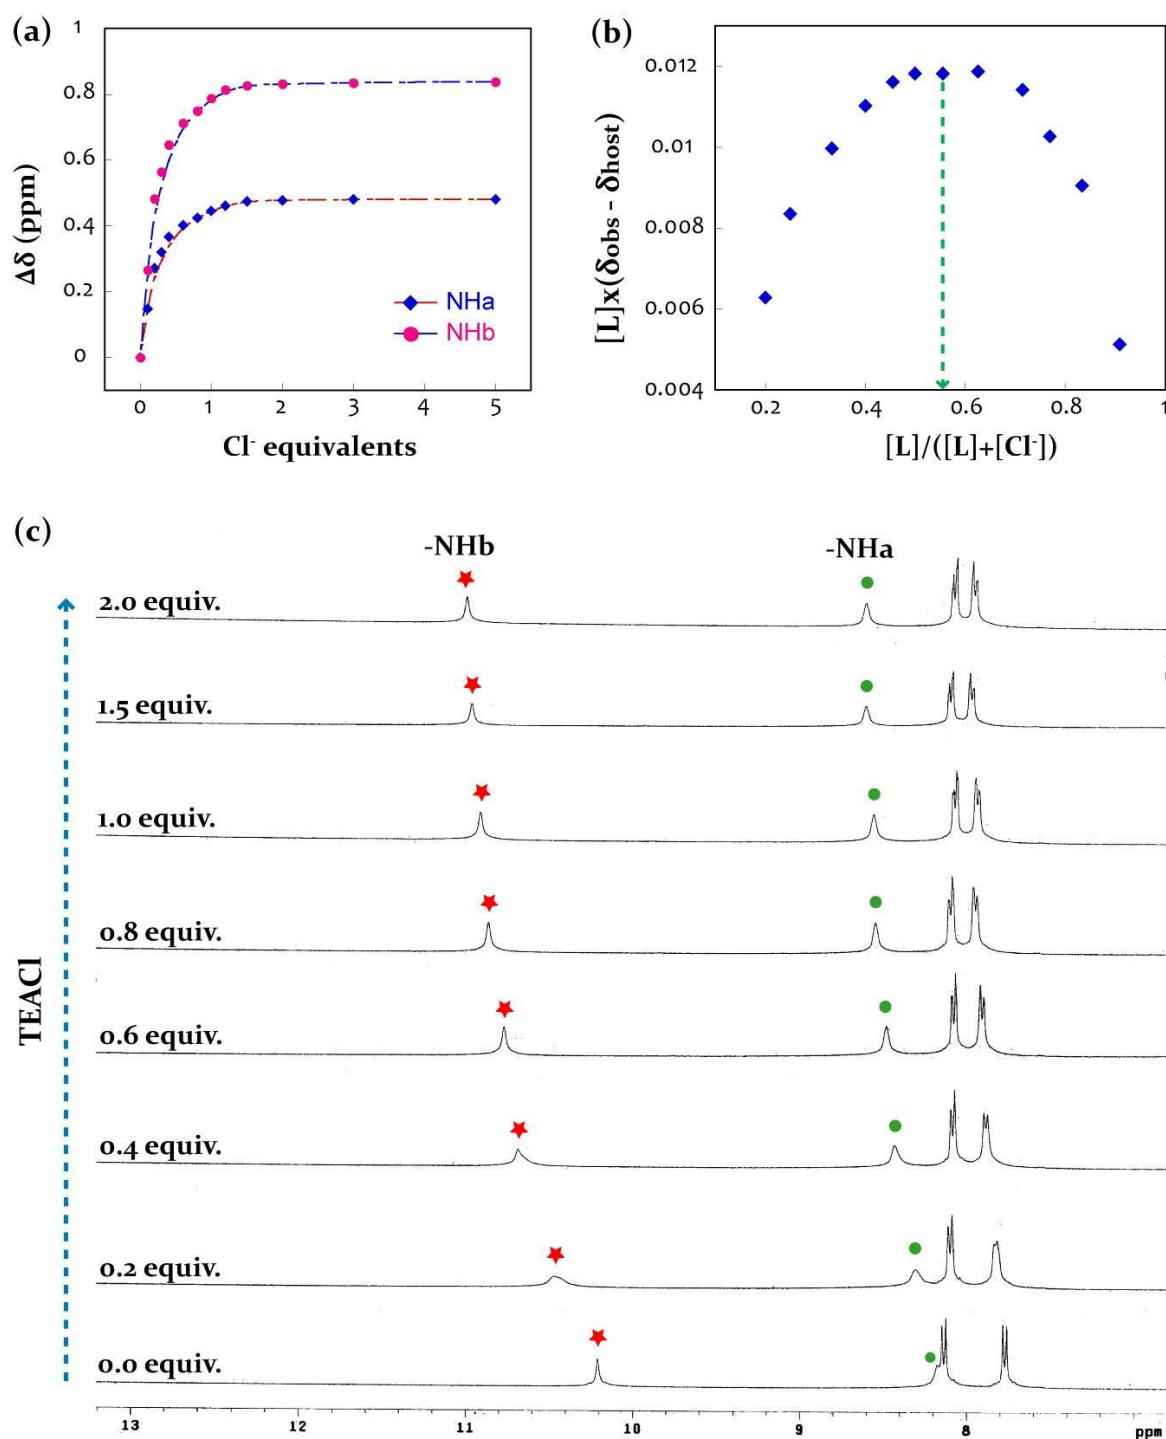 (a)
1
0.8
0.6
0.4
0.2
0
Δδ (ppm)
NHa
NHb
0 1 2 3 4 5
Cl⁻ equivalents
(b)
0.012
0.01
0.008
0.006
0.004
[L]x(δobs - δhost)
0.2 0.4 0.6 0.8 1
[L]/([L]+[Cl⁻])
(c)
-NHb -NHa
2.0 equiv.
1.5 equiv.
1.0 equiv.
0.8 equiv.
0.6 equiv.
0.4 equiv.
0.2 equiv.
0.0 equiv.
TEACl
13 12 11 10 9 8 ppm